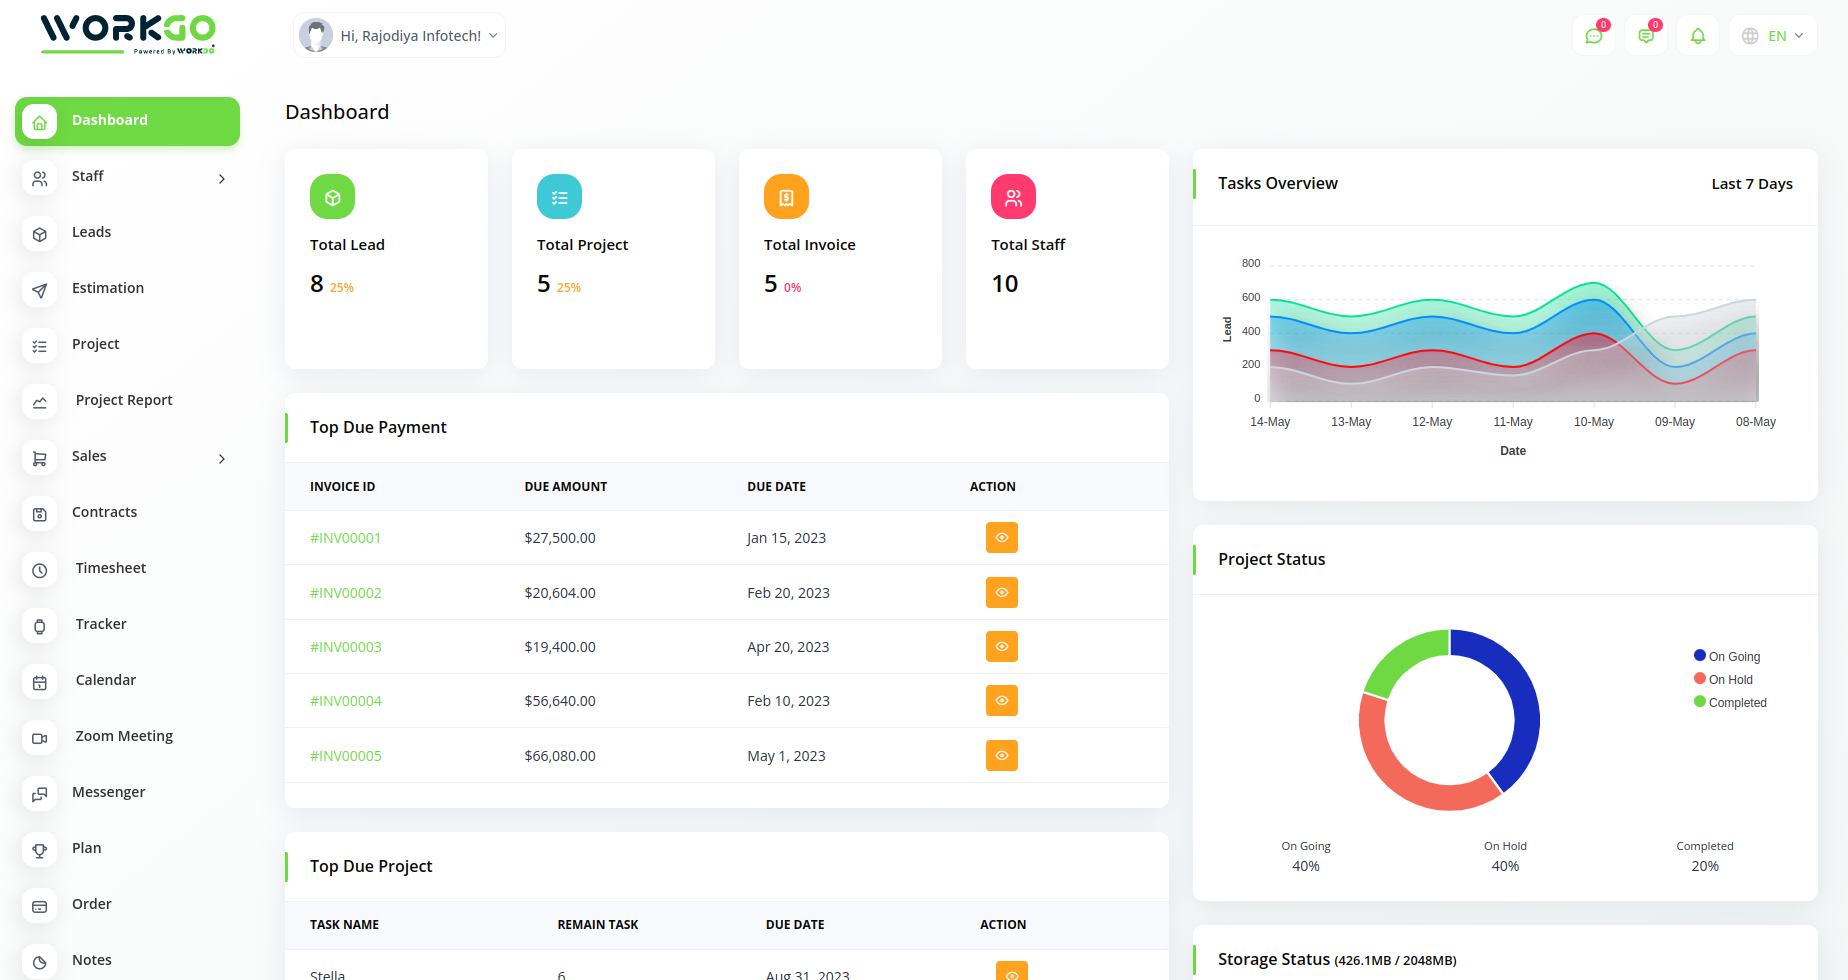 WORKGO
Powered By WORKGO
Hi, Rajodiya Infotech!
0
0
EN
Dashboard
Staff
Leads
Estimation
Project
Project Report
Sales
Contracts
Timesheet
Tracker
Calendar
Zoom Meeting
Messenger
Plan
Order
Notes
Dashboard
Total Lead
8 25%
Total Project
5 25%
Total Invoice
5 0%
Total Staff
10
Top Due Payment
INVOICE ID DUE AMOUNT DUE DATE ACTION
#INV00001 $27,500.00 Jan 15, 2023
#INV00002 $20,604.00 Feb 20, 2023
#INV00003 $19,400.00 Apr 20, 2023
#INV00004 $56,640.00 Feb 10, 2023
#INV00005 $66,080.00 May 1, 2023
Top Due Project
TASK NAME REMAIN TASK DUE DATE ACTION
Stella 6 Aug 31, 2023
Tasks Overview Last 7 Days
800
600
400
200
0
Lead
14-May 13-May 12-May 11-May 10-May 09-May 08-May
Date
Project Status
On Going
On Hold
Completed
On Going On Hold Completed
40% 40% 20%
Storage Status (426.1MB / 2048MB)